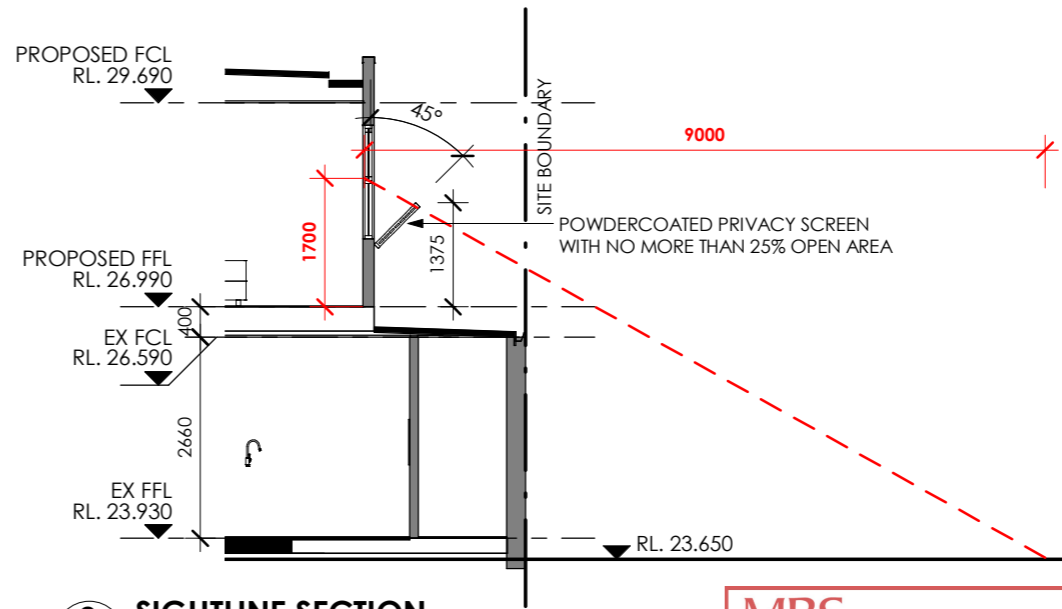 PROPOSED FCL
RL. 29.690
45°
SITE BOUNDARY
9000
1700
1375
POWDERCOATED PRIVACY SCREEN
WITH NO MORE THAN 25% OPEN AREA
PROPOSED FFL
RL. 26.990
400
EX FCL
RL. 26.590
2660
EX FFL
RL. 23.930
RL. 23.650